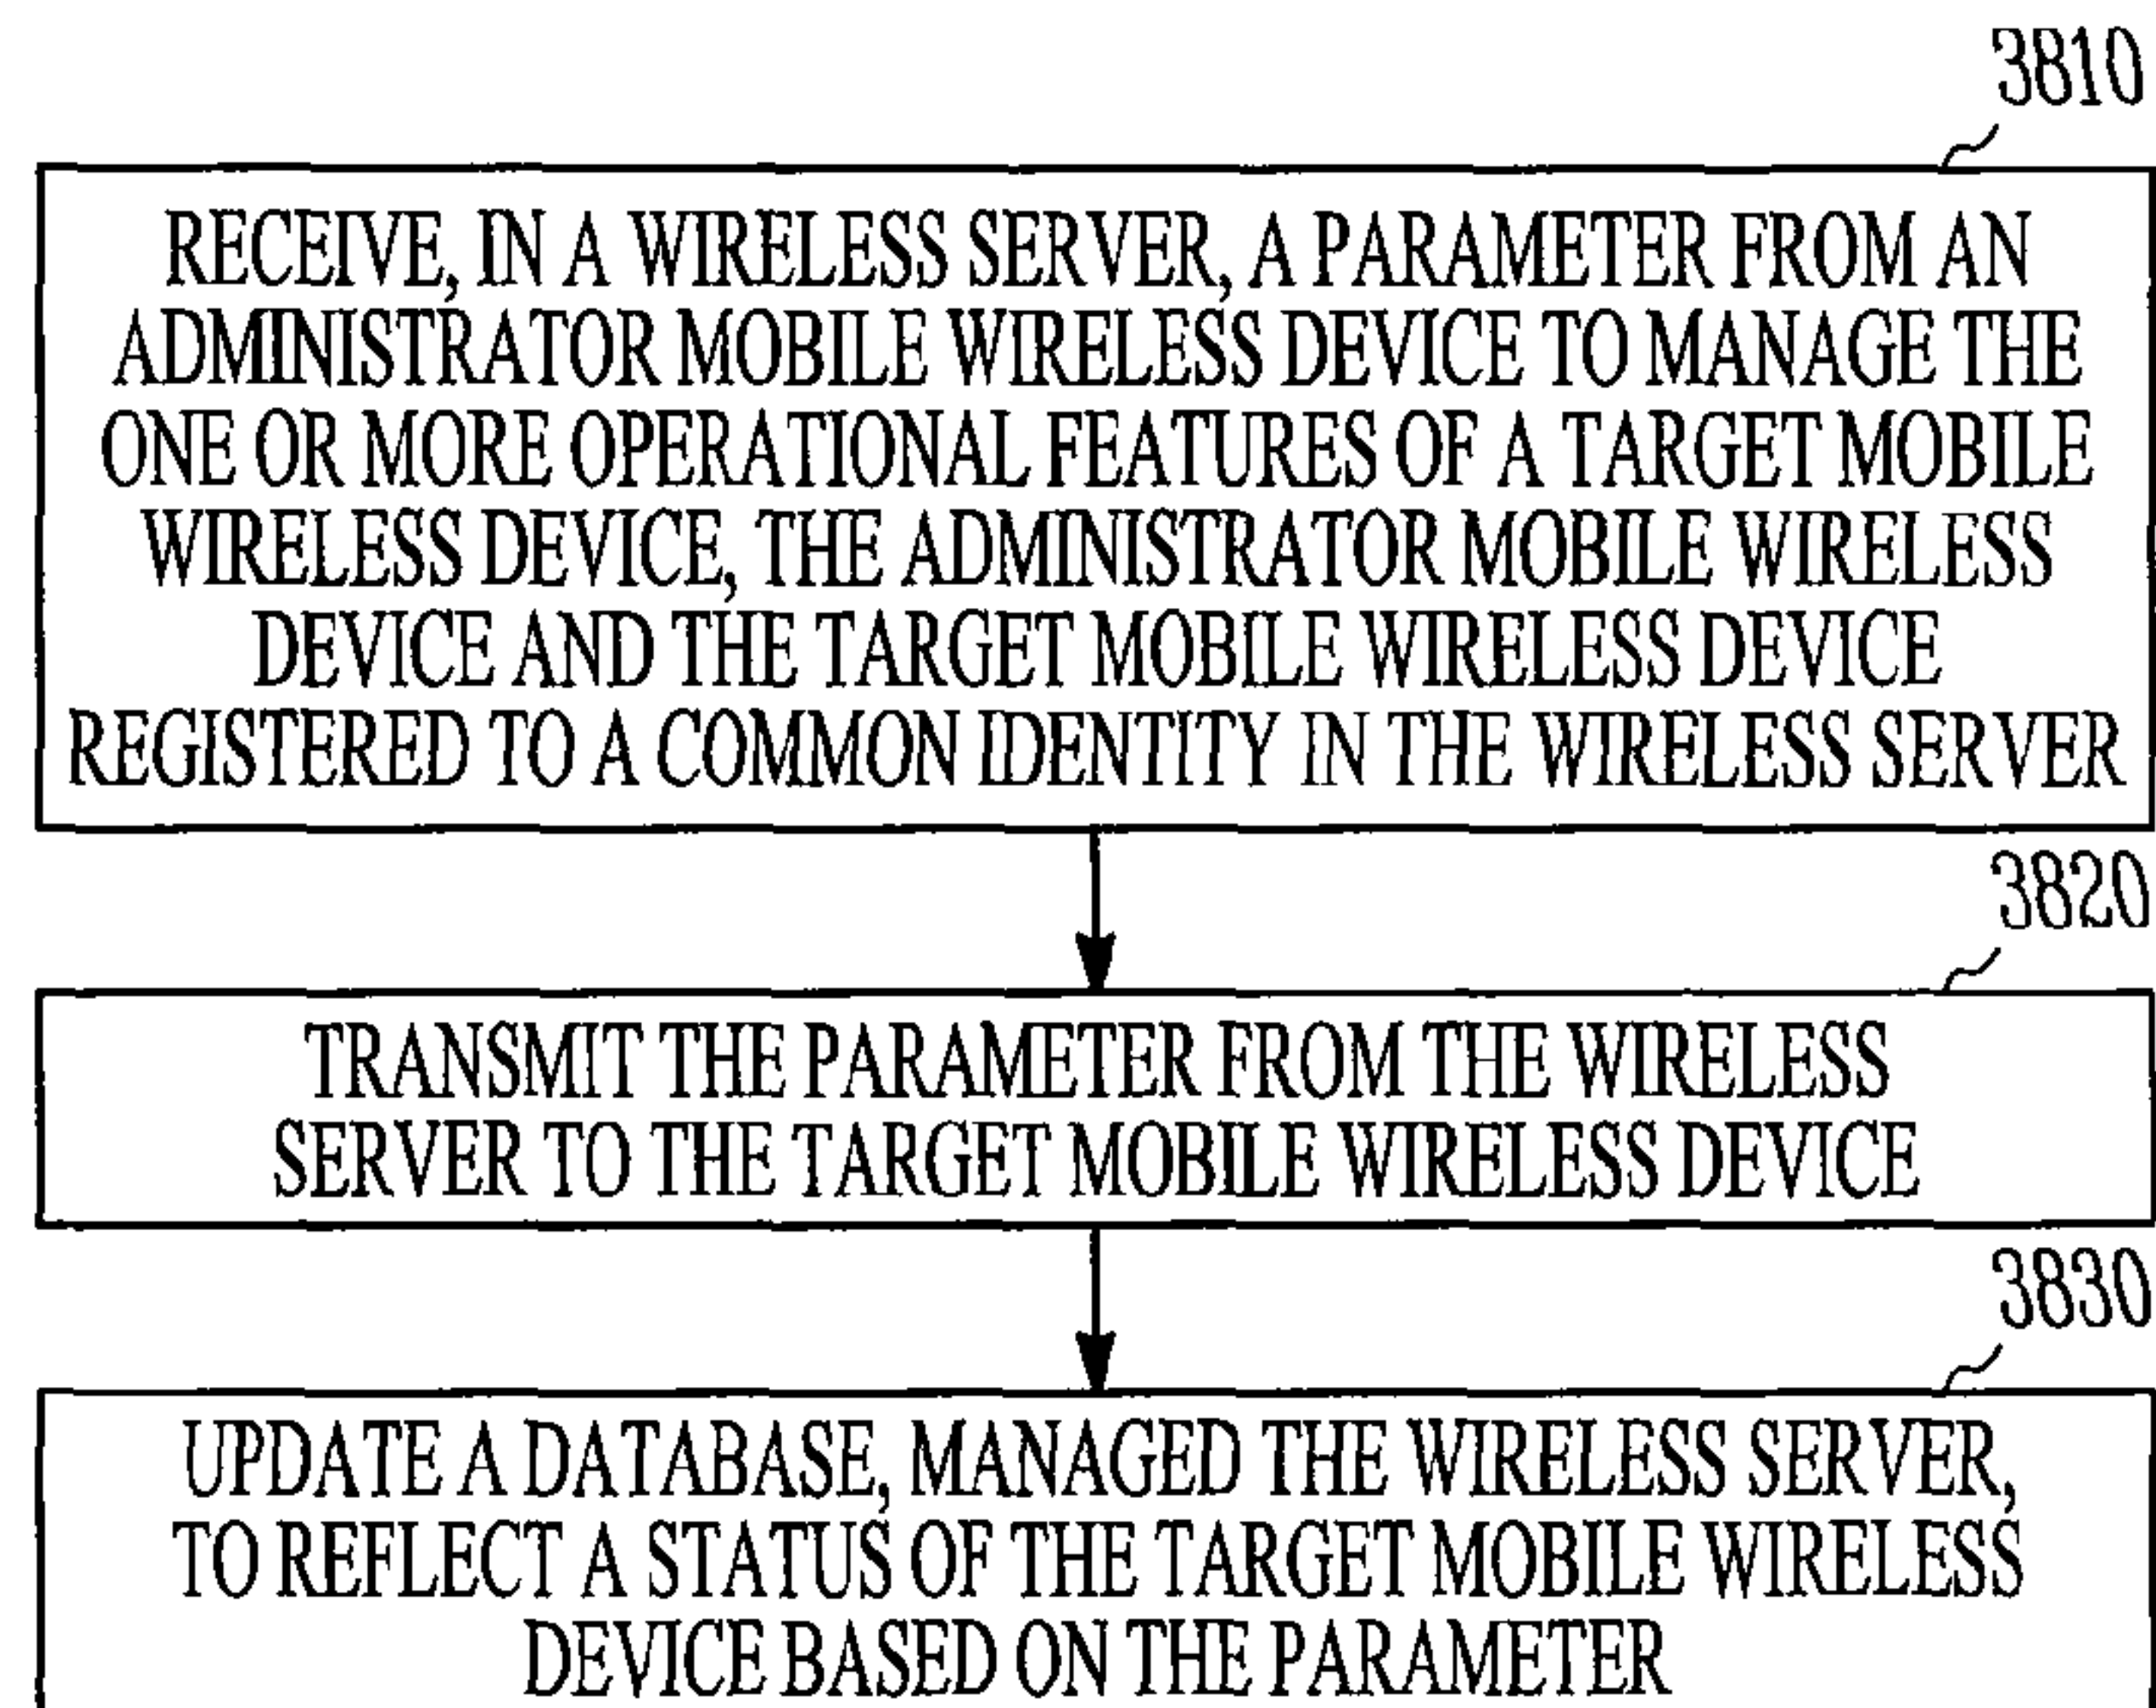 3810
RECEIVE, IN A WIRELESS SERVER, A PARAMETER FROM AN
ADMINISTRATOR MOBILE WIRELESS DEVICE TO MANAGE THE
ONE OR MORE OPERATIONAL FEATURES OF A TARGET MOBILE
WIRELESS DEVICE, THE ADMINISTRATOR MOBILE WIRELESS
DEVICE AND THE TARGET MOBILE WIRELESS DEVICE
REGISTERED TO A COMMON IDENTITY IN THE WIRELESS SERVER
3820
TRANSMIT THE PARAMETER FROM THE WIRELESS
SERVER TO THE TARGET MOBILE WIRELESS DEVICE
3830
UPDATE A DATABASE, MANAGED THE WIRELESS SERVER,
TO REFLECT A STATUS OF THE TARGET MOBILE WIRELESS
DEVICE BASED ON THE PARAMETER